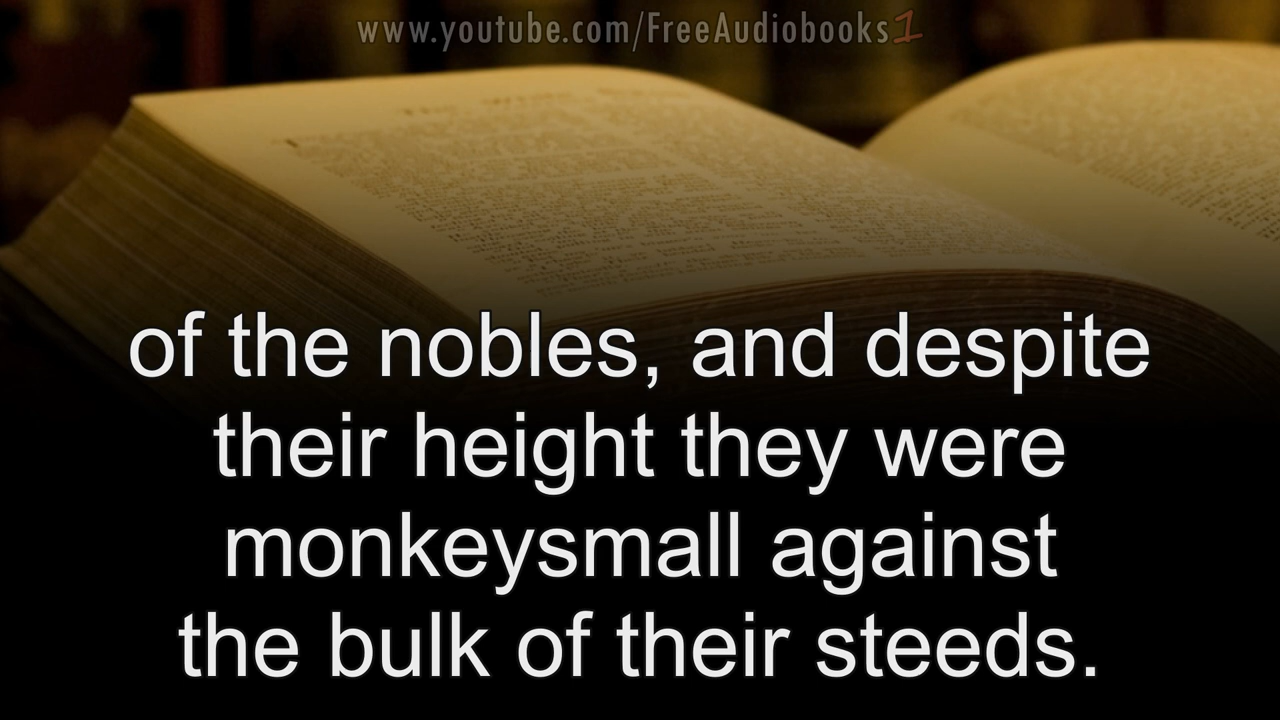 www.youtube.com/FreeAudiobooks1
of the nobles, and despite
their height they were
monkeysmall against
the bulk of their steeds.